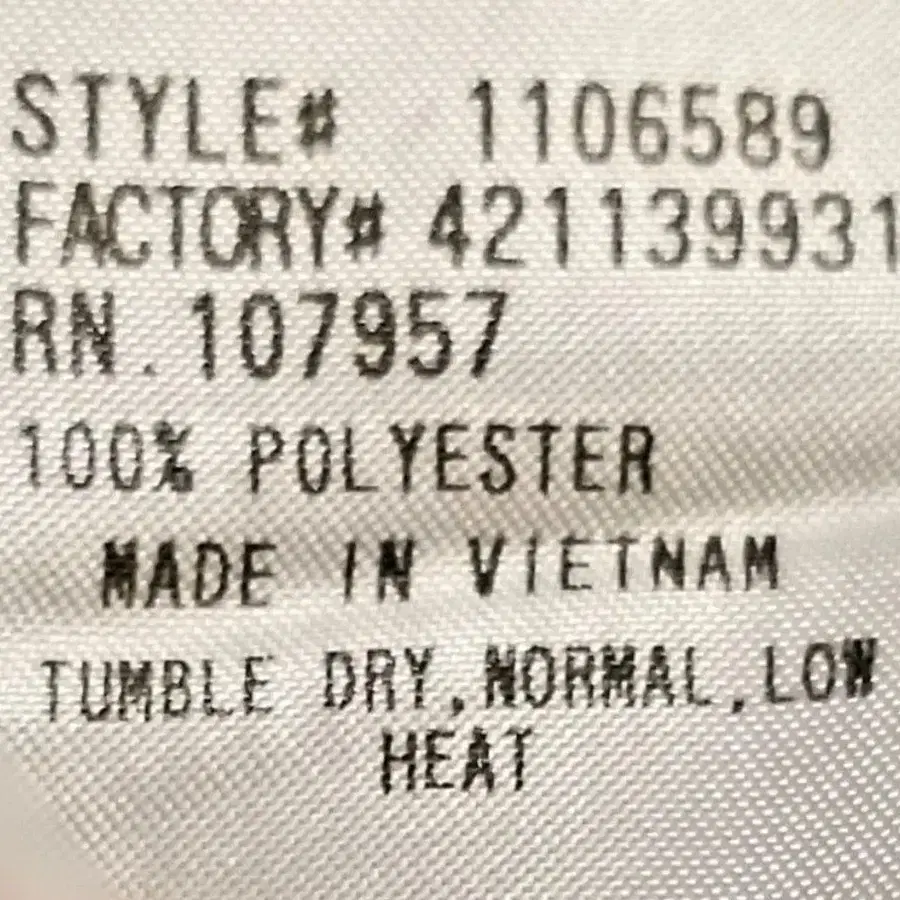 STYLE# 1106589
FACTORY# 421139931
RN.107957
100% POLYESTER
MADE IN VIETNAM
TUMBLE DRY,NORMAL,LOW
HEAT